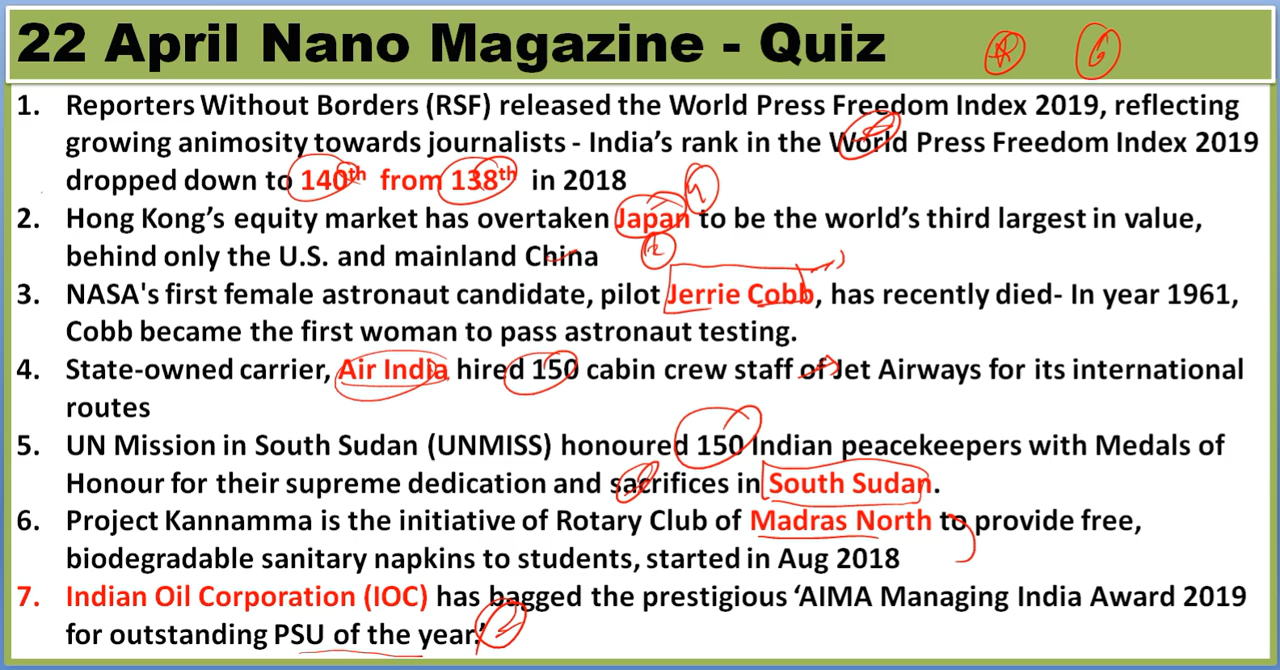 22 April Nano Magazine - Quiz
1. Reporters Without Borders (RSF) released the World Press Freedom Index 2019, reflecting
growing animosity towards journalists - India's rank in the World Press Freedom Index 2019
dropped down to 140th from 138th in 2018
2. Hong Kong's equity market has overtaken Japan to be the world's third largest in value,
behind only the U.S. and mainland China
3. NASA's first female astronaut candidate, pilot Jerrie Cobb, has recently died- In year 1961,
Cobb became the first woman to pass astronaut testing.
4. State-owned carrier, Air India hired 150 cabin crew staff of Jet Airways for its international
routes
5. UN Mission in South Sudan (UNMISS) honoured 150 Indian peacekeepers with Medals of
Honour for their supreme dedication and sacrifices in South Sudan.
6. Project Kannamma is the initiative of Rotary Club of Madras North to provide free,
biodegradable sanitary napkins to students, started in Aug 2018
7. Indian Oil Corporation (IOC) has bagged the prestigious ‘AIMA Managing India Award 2019
for outstanding PSU of the year.’